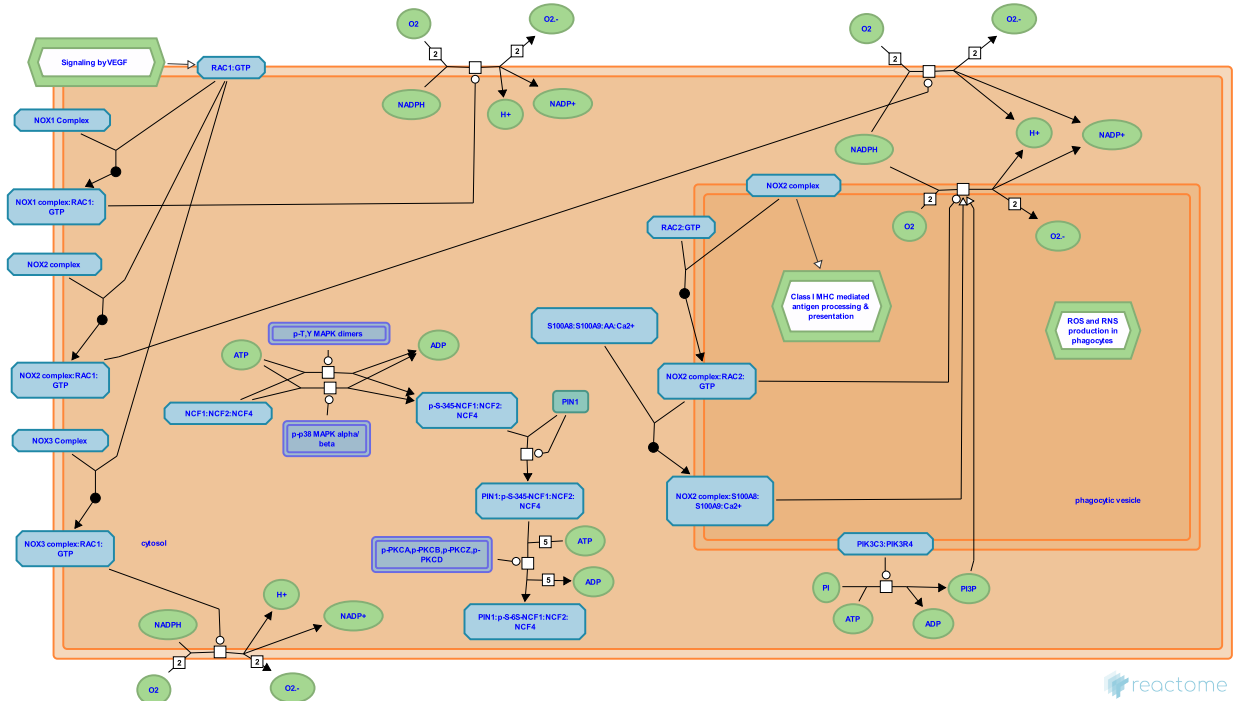 O2
O2.-
O2
O2.-
Signaling by VEGF
RAC1:GTP
2
2
2
2
NADPH
H+
NADP+
NOX1 Complex
H+
NADP+
NADPH
NOX2 complex
NOX1 complex:RAC1:
GTP
2
2
RAC2:GTP
O2
O2.-
NOX2 complex
Class I MHC mediated
antigen processing &
presentation
S100A8:S100A9:AA:Ca2+
ROS and RNS
production in
phagocytes
p-T,Y MAPK dimers
ATP
ADP
NOX2 complex:RAC1:
GTP
NOX2 complex:RAC2:
GTP
NCF1:NCF2:NCF4
p-S-345-NCF1:NCF2:
NCF4
PIN1
p-p38 MAPK alpha/
beta
NOX3 Complex
PIN1:p-S-345-NCF1:NCF2:
NCF4
NOX2 complex:S100A8:
S100A9:Ca2+
phagocytic vesicle
NOX3 complex:RAC1:
GTP
cytosol
p-PKCA,p-PKCB,p-PKCZ,p-
PKCD
5
ATP
PIK3C3:PIK3R4
5
ADP
PI
PI3P
H+
NADPH
NADP+
PIN1:p-S-6S-NCF1:NCF2:
NCF4
ATP
ADP
2
2
O2
O2.-
reactome